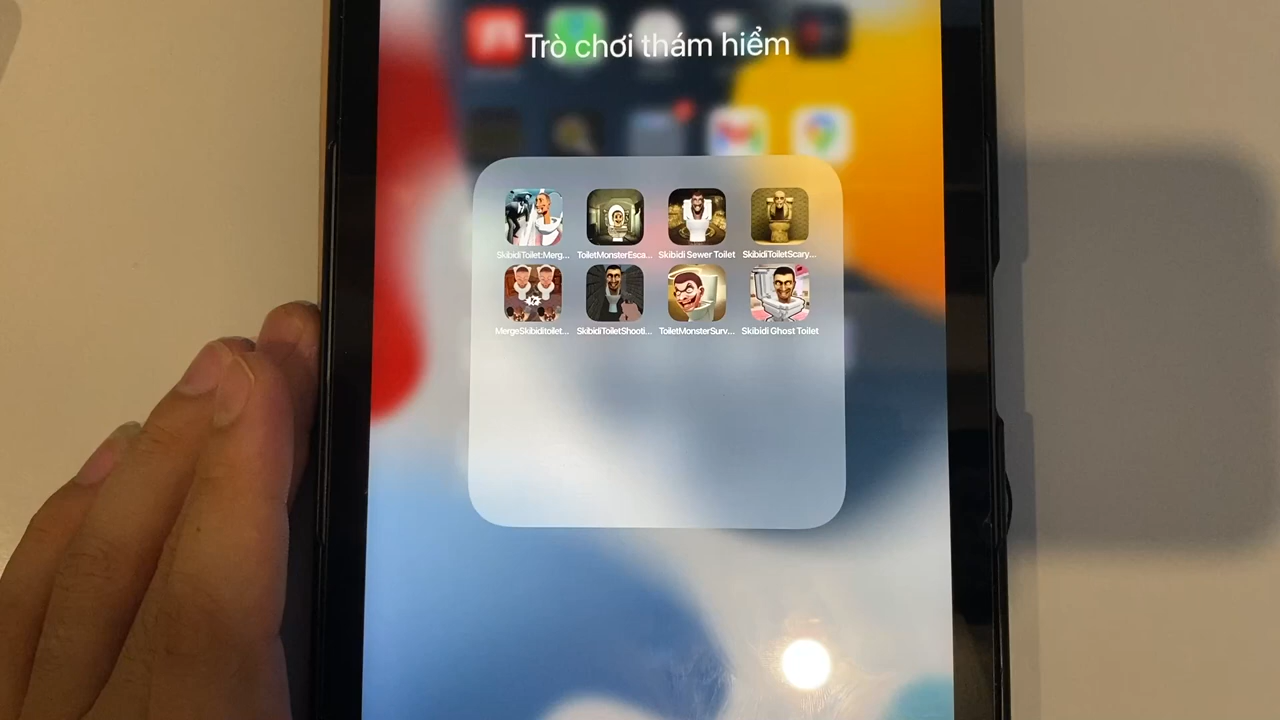 Trò chơi thám hiểm
SkibidiToilet:Merg... ToiletMonsterEsca... Skibidi Sewer Toilet SkibidiToiletScary...
MergeSkibiditoilet... SkibidiToiletShooti... ToiletMonsterSurv... Skibidi Ghost Toilet